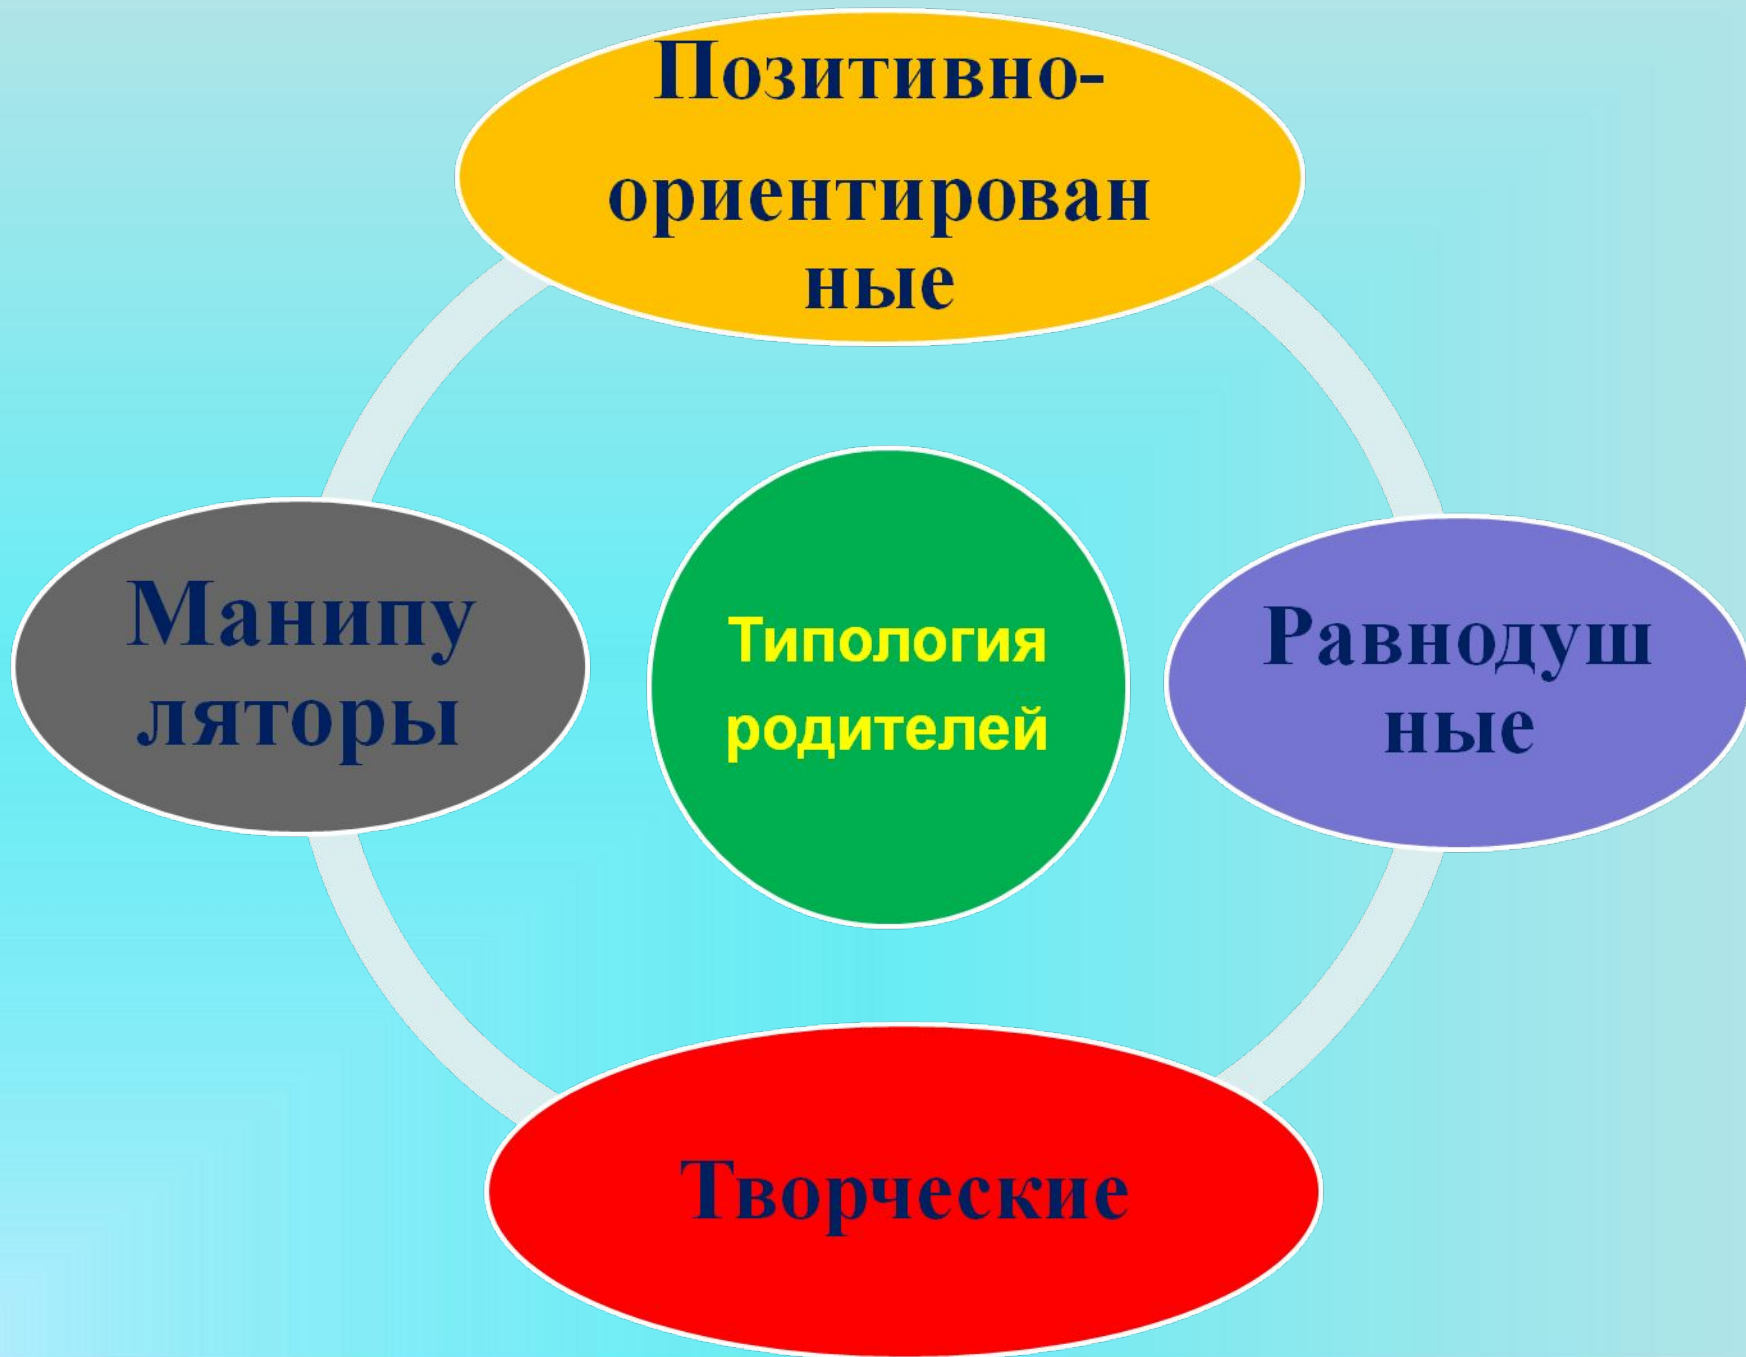 Позитивно-
ориентирован
ные
Манипу
ляторы
Типология
родителей
Равнодуш
ные
Творческие